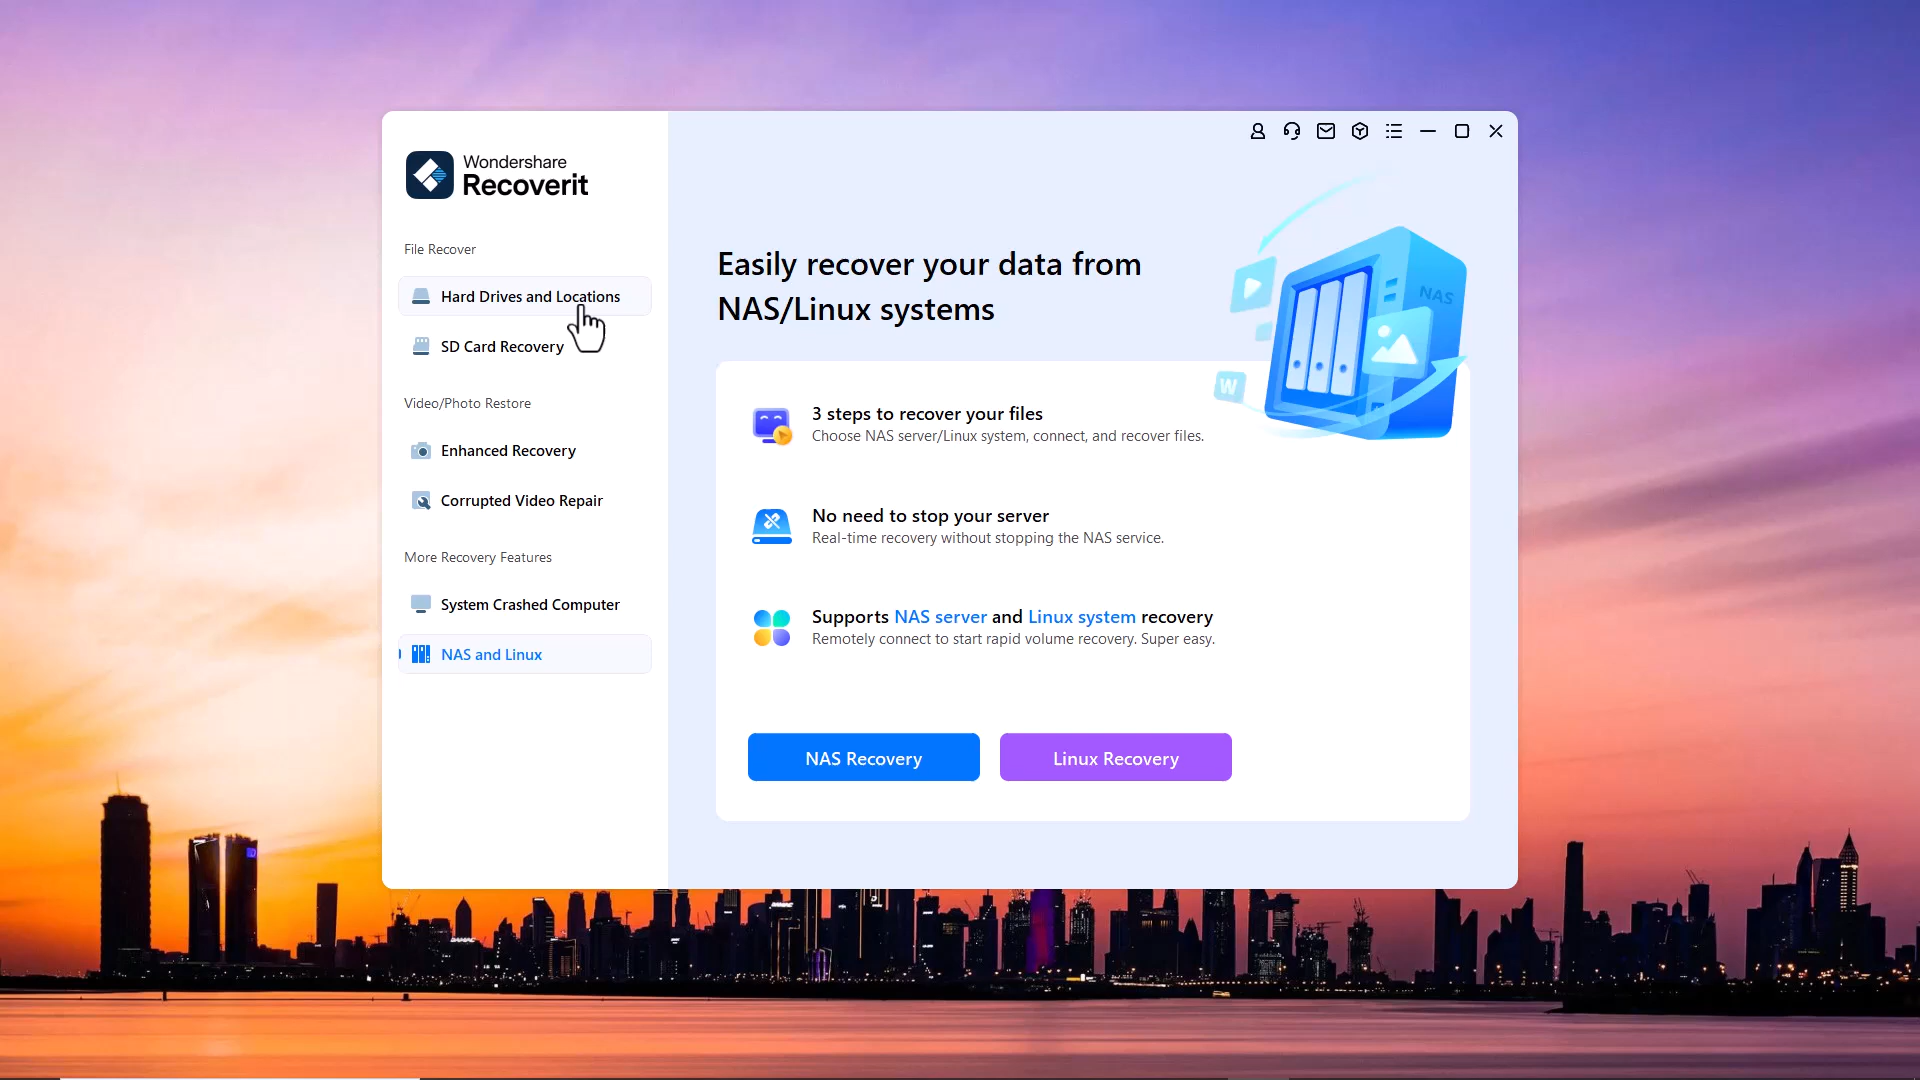 Wondershare
Recoverit
File Recover
Hard Drives and Locations
SD Card Recovery
Video/Photo Restore
Enhanced Recovery
Corrupted Video Repair
More Recovery Features
System Crashed Computer
NAS and Linux
Easily recover your data from
NAS/Linux systems
NAS
W
3 steps to recover your files
Choose NAS server/Linux system, connect, and recover files.
No need to stop your server
Real-time recovery without stopping the NAS service.
Supports NAS server and Linux system recovery
Remotely connect to start rapid volume recovery. Super easy.
NAS Recovery
Linux Recovery
DAMAC